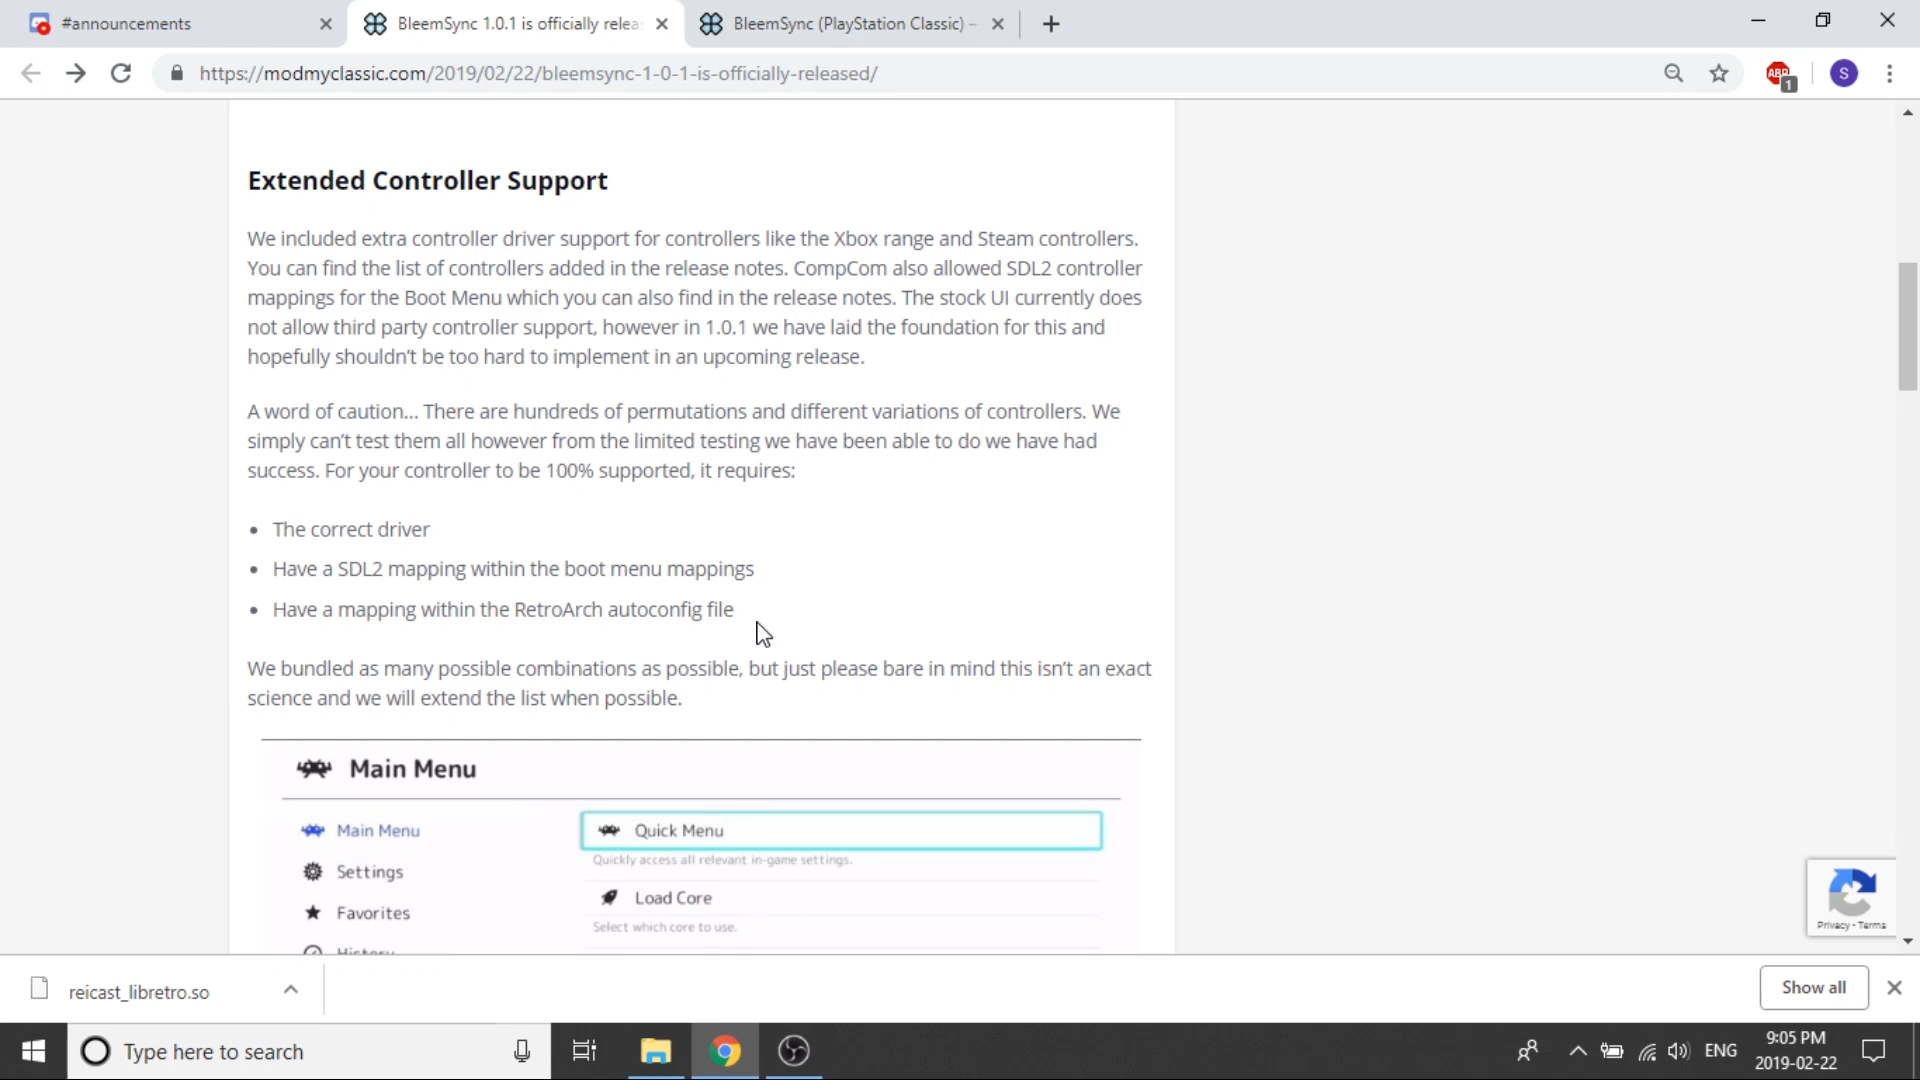 #announcements
BleemSync 1.0.1 is officially relea
BleemSync (PlayStation Classic) –
https://modmyclassic.com/2019/02/22/bleemsync-1-0-1-is-officially-released/
ABP
1
S
Extended Controller Support
We included extra controller driver support for controllers like the Xbox range and Steam controllers.
You can find the list of controllers added in the release notes. CompCom also allowed SDL2 controller
mappings for the Boot Menu which you can also find in the release notes. The stock UI currently does
not allow third party controller support, however in 1.0.1 we have laid the foundation for this and
hopefully shouldn't be too hard to implement in an upcoming release.
A word of caution... There are hundreds of permutations and different variations of controllers. We
simply can't test them all however from the limited testing we have been able to do we have had
success. For your controller to be 100% supported, it requires:
• The correct driver
• Have a SDL2 mapping within the boot menu mappings
• Have a mapping within the RetroArch autoconfig file
We bundled as many possible combinations as possible, but just please bare in mind this isn't an exact
science and we will extend the list when possible.
Main Menu
Main Menu
Quick Menu
Quickly access all relevant in-game settings.
Settings
Load Core
Favorites
Select which core to use.
History
Privacy - Terms
reicast_libretro.so
Show all
Type here to search
ENG
9:05 PM
2019-02-22